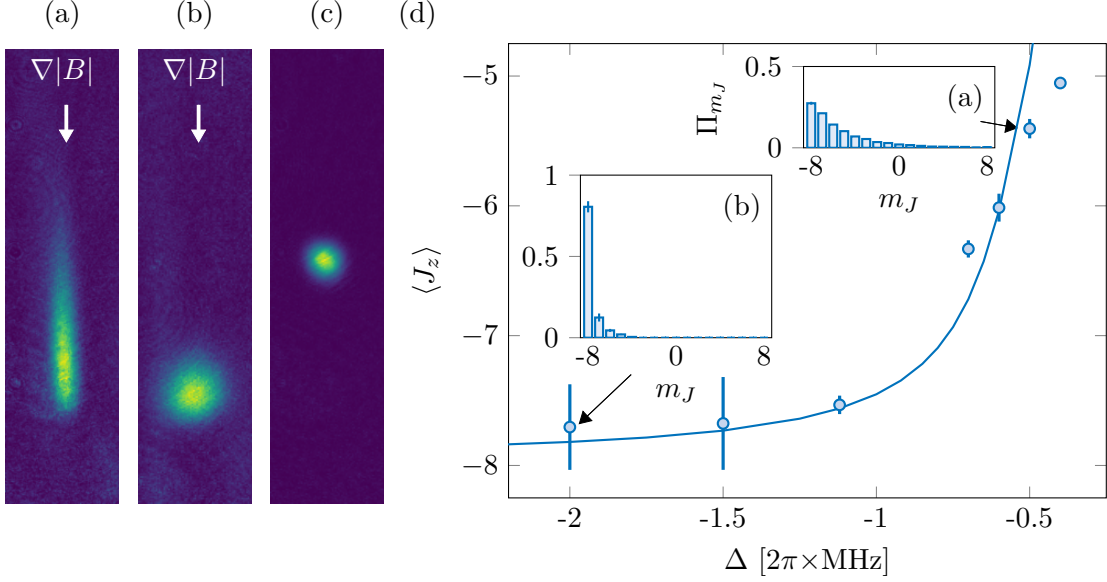 (a)
(b)
(c)
(d)
∇|B|
∇|B|
⟨J_z⟩
−5
−6
−7
−8
-2
-1.5
-1
-0.5
Δ [2π×MHz]
(a)
Π_{m_J}
0.5
0
-8
0
8
m_J
(b)
1
0.5
0
-8
0
8
m_J